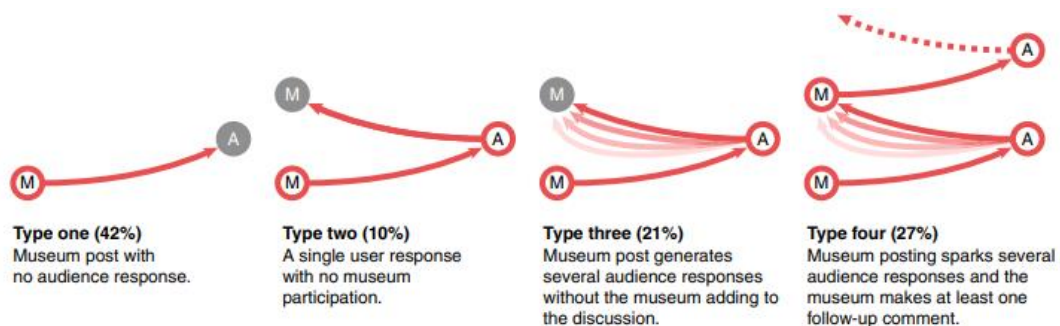 M
A
Type one (42%)
Museum post with
no audience response.
M
A
M
Type two (10%)
A single user response
with no museum
participation.
M
A
M
Type three (21%)
Museum post generates
several audience responses
without the museum adding to
the discussion.
A
M
A
M
Type four (27%)
Museum posting sparks several
audience responses and the
museum makes at least one
follow-up comment.